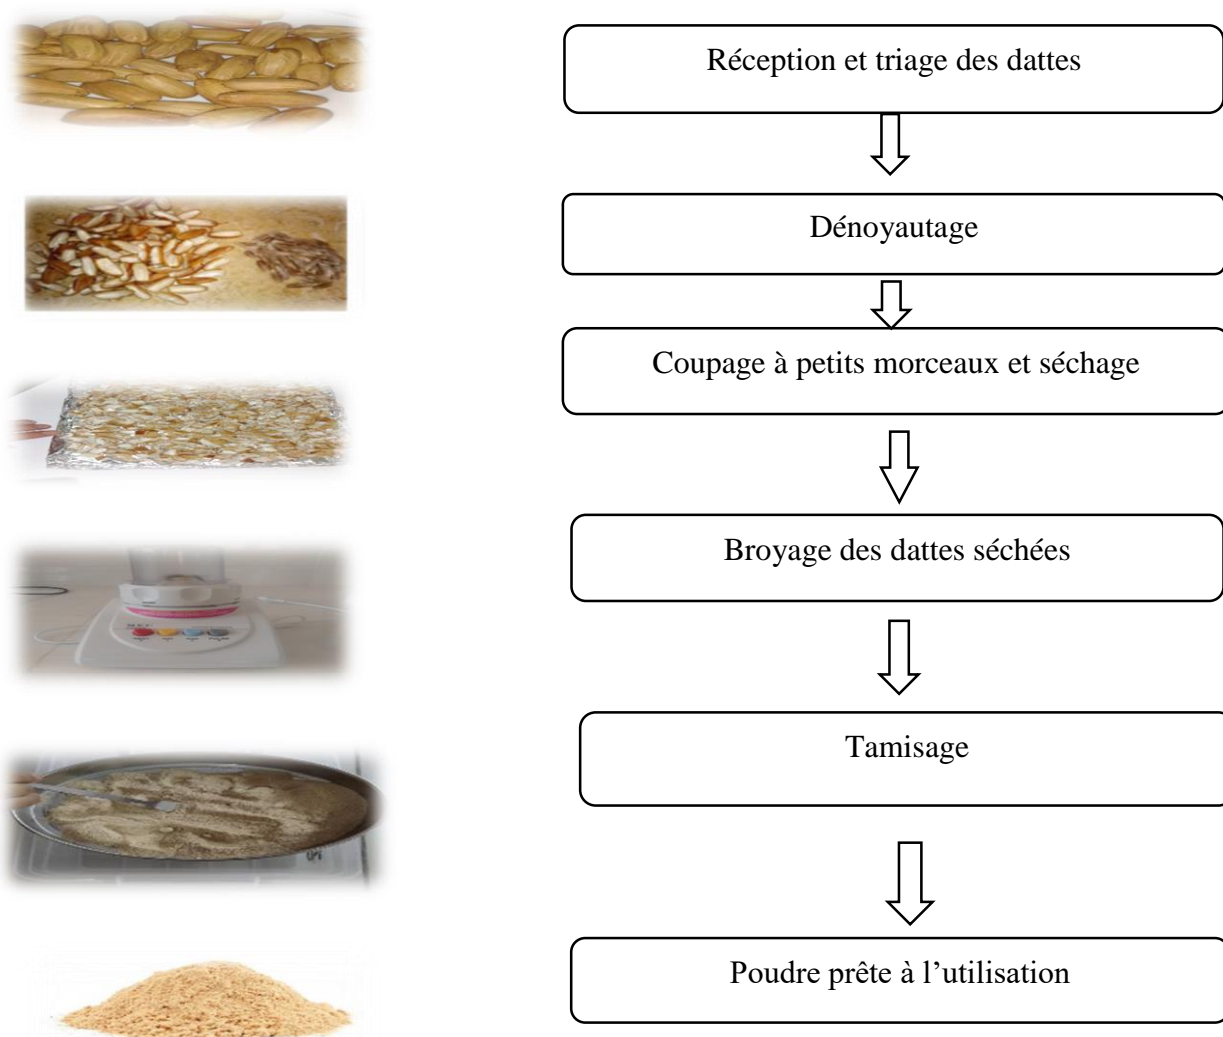 Réception et triage des dattes
Dénoyautage
Coupage à petits morceaux et séchage
Broyage des dattes séchées
Tamisage
Poudre prête à l’utilisation